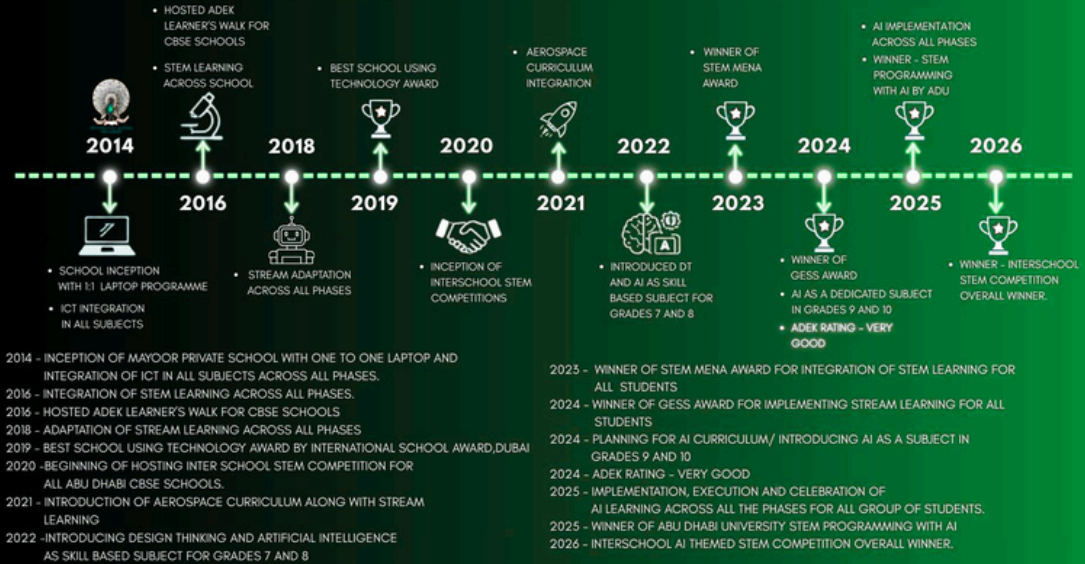 • HOSTED ADEK
LEARNER'S WALK FOR
CBSE SCHOOLS
• STEM LEARNING
ACROSS SCHOOL
• BEST SCHOOL USING
TECHNOLOGY AWARD
• AEROSPACE
CURRICULUM
INTEGRATION
• WINNER OF
STEM MENA
AWARD
• AI IMPLEMENTATION
ACROSS ALL PHASES
• WINNER - STEM
PROGRAMMING
WITH AI BY ADU
2014
2016
2018
2019
2020
2021
2022
2023
2024
2025
2026
• SCHOOL INCEPTION
WITH 1:1 LAPTOP PROGRAMME
• ICT INTEGRATION
IN ALL SUBJECTS
• STREAM ADAPTATION
ACROSS ALL PHASES
• INCEPTION OF
INTERSCHOOL STEM
COMPETITIONS
A
• INTRODUCED DT
AND AI AS SKILL
BASED SUBJECT FOR
GRADES 7 AND 8
• WINNER OF
GESS AWARD
• AI AS A DEDICATED SUBJECT
IN GRADES 9 AND 10
• ADEK RATING - VERY
GOOD
• WINNER - INTERSCHOOL
STEM COMPETITION
OVERALL WINNER.
2014 - INCEPTION OF MAYOOR PRIVATE SCHOOL WITH ONE TO ONE LAPTOP AND
INTEGRATION OF ICT IN ALL SUBJECTS ACROSS ALL PHASES.
2016 - INTEGRATION OF STEM LEARNING ACROSS ALL PHASES.
2016 - HOSTED ADEK LEARNER'S WALK FOR CBSE SCHOOLS
2018 - ADAPTATION OF STREAM LEARNING ACROSS ALL PHASES
2019 - BEST SCHOOL USING TECHNOLOGY AWARD BY INTERNATIONAL SCHOOL AWARD,DUBAI
2020 -BEGINNING OF HOSTING INTER SCHOOL STEM COMPETITION FOR
ALL ABU DHABI CBSE SCHOOLS.
2021 - INTRODUCTION OF AEROSPACE CURRICULUM ALONG WITH STREAM
LEARNING
2022 -INTRODUCING DESIGN THINKING AND ARTIFICIAL INTELLIGENCE
AS SKILL BASED SUBJECT FOR GRADES 7 AND 8
2023 - WINNER OF STEM MENA AWARD FOR INTEGRATION OF STEM LEARNING FOR
ALL STUDENTS
2024 - WINNER OF GESS AWARD FOR IMPLEMENTING STREAM LEARNING FOR ALL
STUDENTS
2024 - PLANNING FOR AI CURRICULUM/ INTRODUCING AI AS A SUBJECT IN
GRADES 9 AND 10
2024 - ADEK RATING - VERY GOOD
2025 - IMPLEMENTATION, EXECUTION AND CELEBRATION OF
AI LEARNING ACROSS ALL THE PHASES FOR ALL GROUP OF STUDENTS.
2025 - WINNER OF ABU DHABI UNIVERSITY STEM PROGRAMMING WITH AI
2026 - INTERSCHOOL AI THEMED STEM COMPETITION OVERALL WINNER.